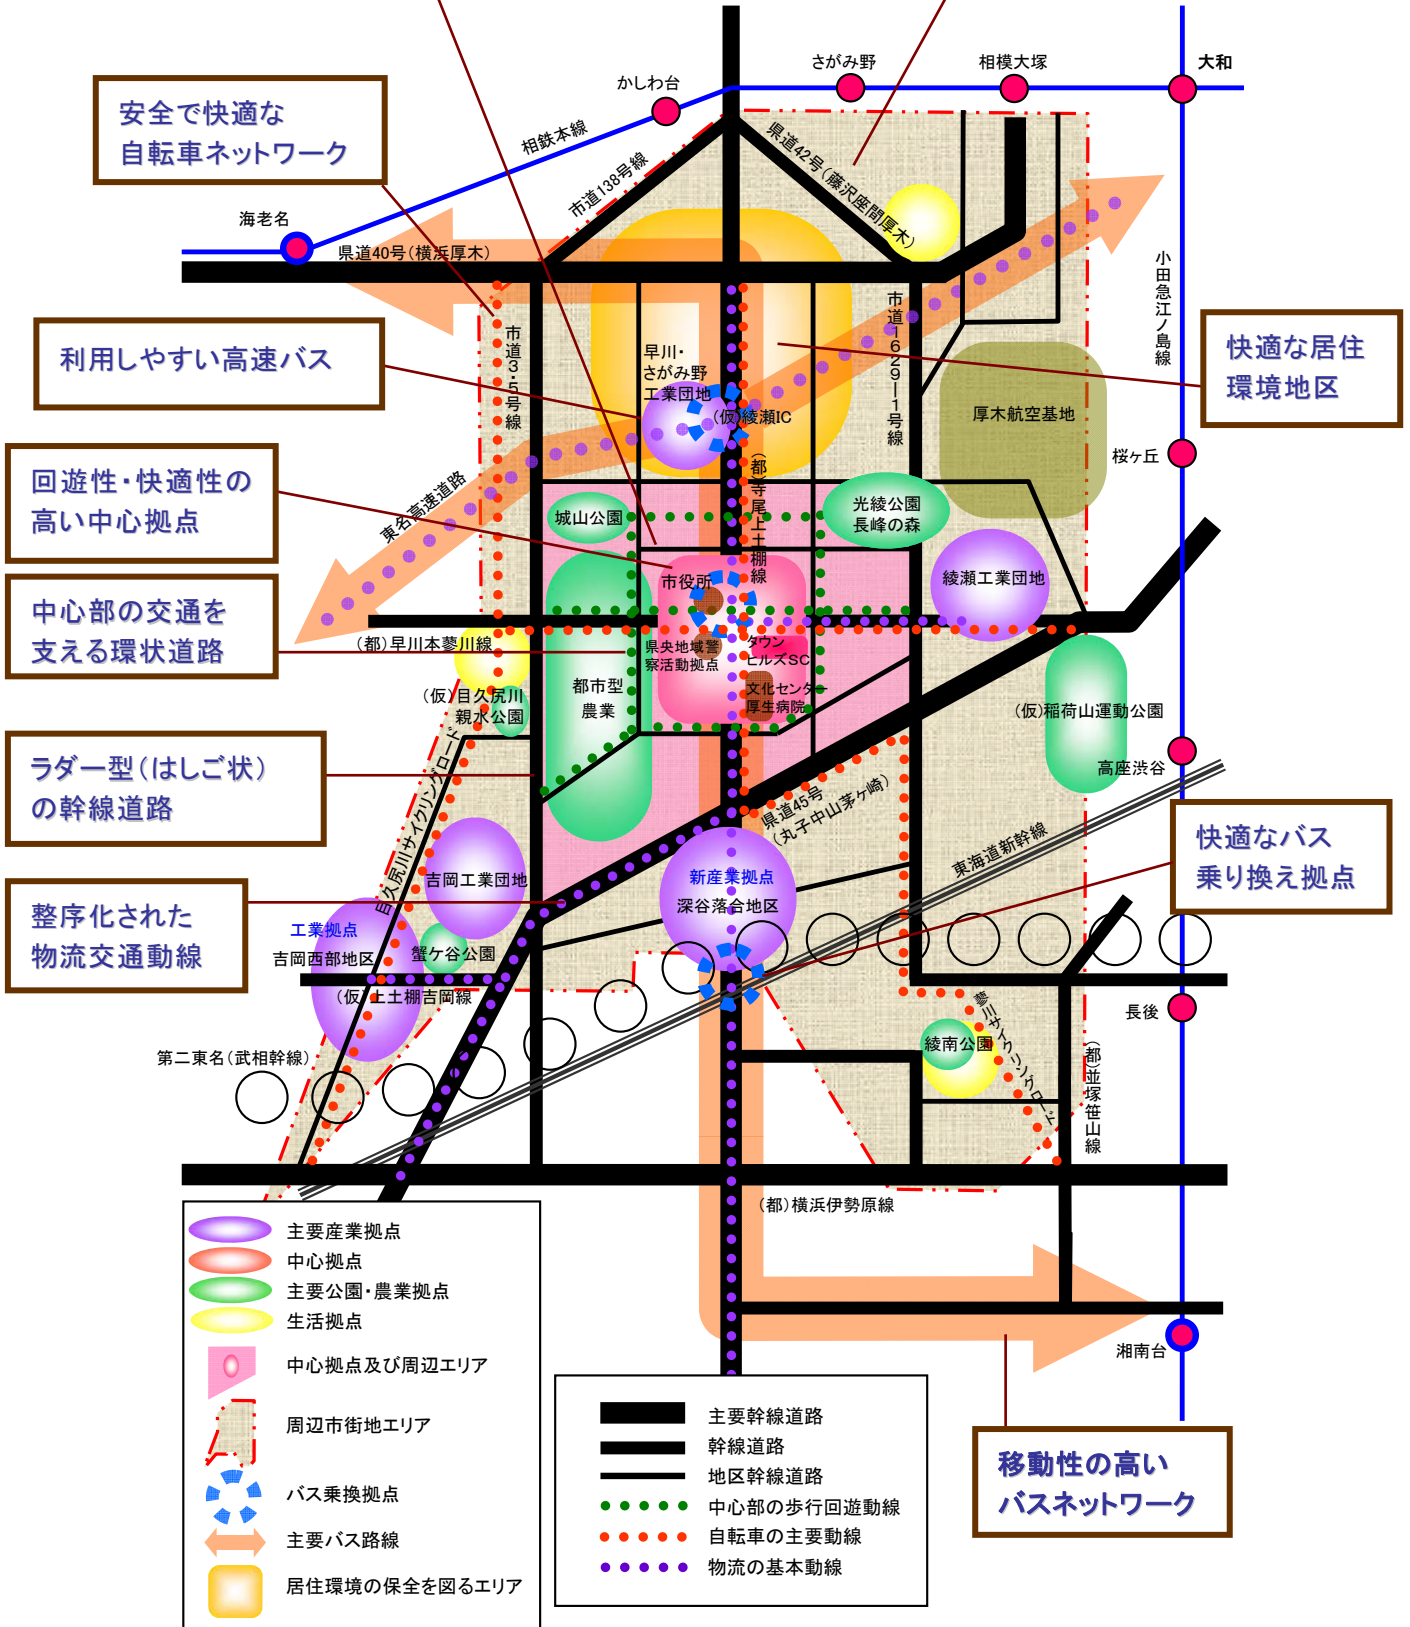 さがみ野
相模大塚
大和
かしわ台
安全で快適な
自転車ネットワーク
相鉄本線
市道138号線
県道42号(藤沢座間厚木)
海老名
県道40号(横浜厚木)
小田急江ノ島線
市道1629ー1号線
市道3・5号線
利用しやすい高速バス
早川・
さがみ野
工業団地
(仮)綾瀬IC
快適な居住
環境地区
厚木航空基地
桜ヶ丘
回遊性・快適性の
高い中心拠点
東名高速道路
(都)寺尾上土棚線
城山公園
光綾公園
長峰の森
市役所
綾瀬工業団地
中心部の交通を
支える環状道路
(都)早川本蓼川線
県央地域警
察活動拠点
タウン
ヒルズSC
文化センター
厚生病院
都市型
農業
(仮)目久尻川
親水公園
(仮)稲荷山運動公園
ラダー型(はしご状)
の幹線道路
高座渋谷
目久尻川サイクリングロード
県道45号
(丸子中山茅ヶ崎)
東海道新幹線
快適なバス
乗り換え拠点
吉岡工業団地
新産業拠点
深谷落合地区
整序化された
物流交通動線
工業拠点
吉岡西部地区
蟹ケ谷公園
(仮)上土棚吉岡線
長後
蓼川サイクリングロード
綾南公園
第二東名(武相幹線)
(都)並塚笹山線
(都)横浜伊勢原線
主要産業拠点
中心拠点
主要公園・農業拠点
生活拠点
中心拠点及び周辺エリア
周辺市街地エリア
バス乗換拠点
主要バス路線
居住環境の保全を図るエリア
湘南台
主要幹線道路
幹線道路
地区幹線道路
中心部の歩行回遊動線
自転車の主要動線
物流の基本動線
移動性の高い
バスネットワーク